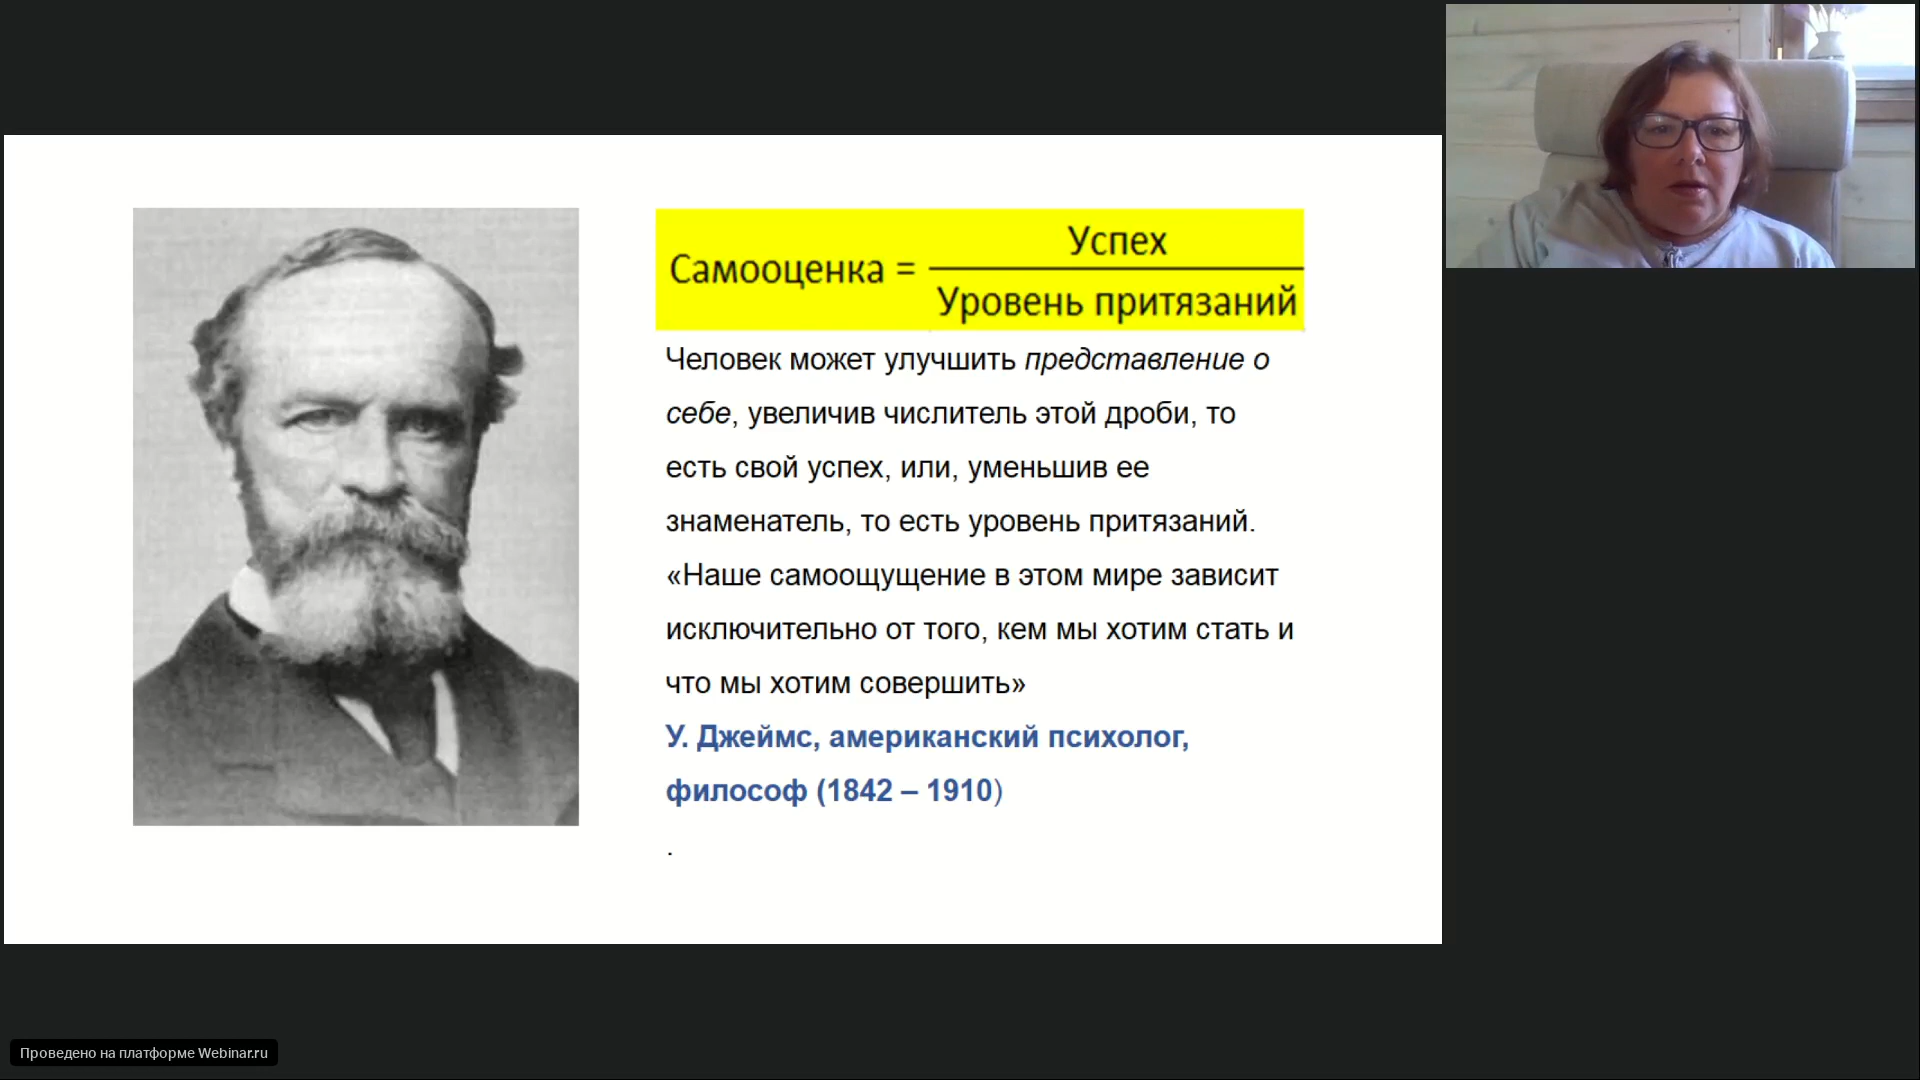 Самооценка = Успех
Уровень притязаний
Человек может улучшить представление о
себе, увеличив числитель этой дроби, то
есть свой успех, или, уменьшив ее
знаменатель, то есть уровень притязаний.
«Наше самоощущение в этом мире зависит
исключительно от того, кем мы хотим стать и
что мы хотим совершить»
У. Джеймс, американский психолог,
философ (1842 – 1910)
.
Проведено на платформе Webinar.ru